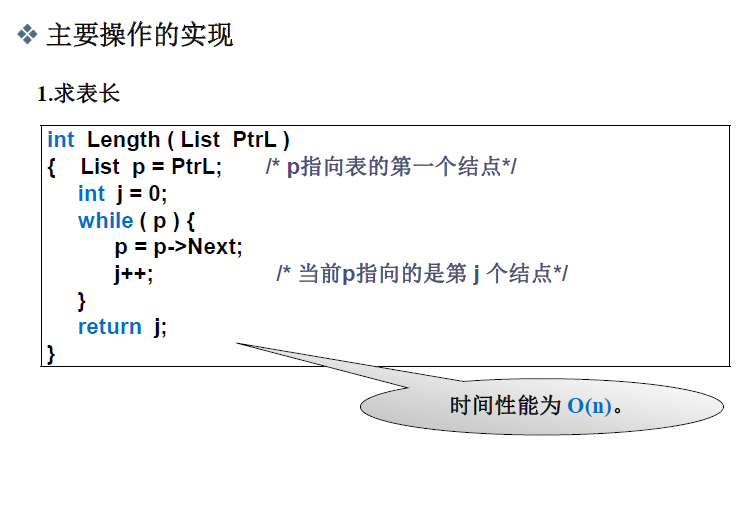 主要操作的实现
1.求表长
int Length ( List PtrL )
{ List p = PtrL; /* p指向表的第一个结点*/
int j = 0;
while ( p ) {
p = p->Next;
j++; /* 当前p指向的是第 j 个结点*/
}
return j;
}
时间性能为 O(n)。